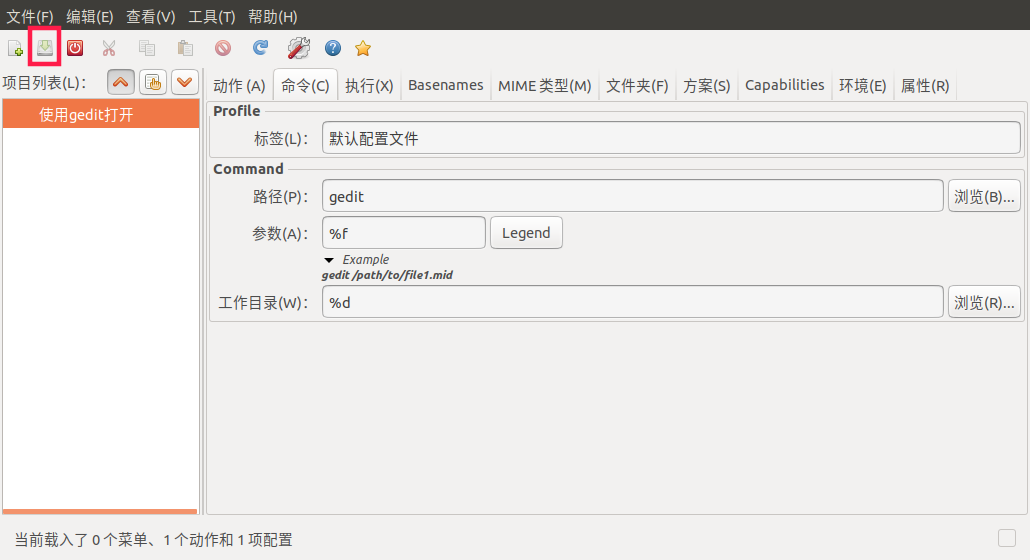 文件(F) 编辑(E) 查看(V) 工具(T) 帮助(H)
项目列表(L)：
使用gedit打开
动作 (A) 命令(C) 执行(X) Basenames MIME 类型(M) 文件夹(F) 方案(S) Capabilities 环境(E) 属性(R)
Profile
标签(L)： 默认配置文件
Command
路径(P)： gedit 浏览(B)...
参数(A)： %f Legend
Example
gedit /path/to/file1.mid
工作目录(W)： %d 浏览(R)...
当前载入了 0 个菜单、1 个动作和 1 项配置